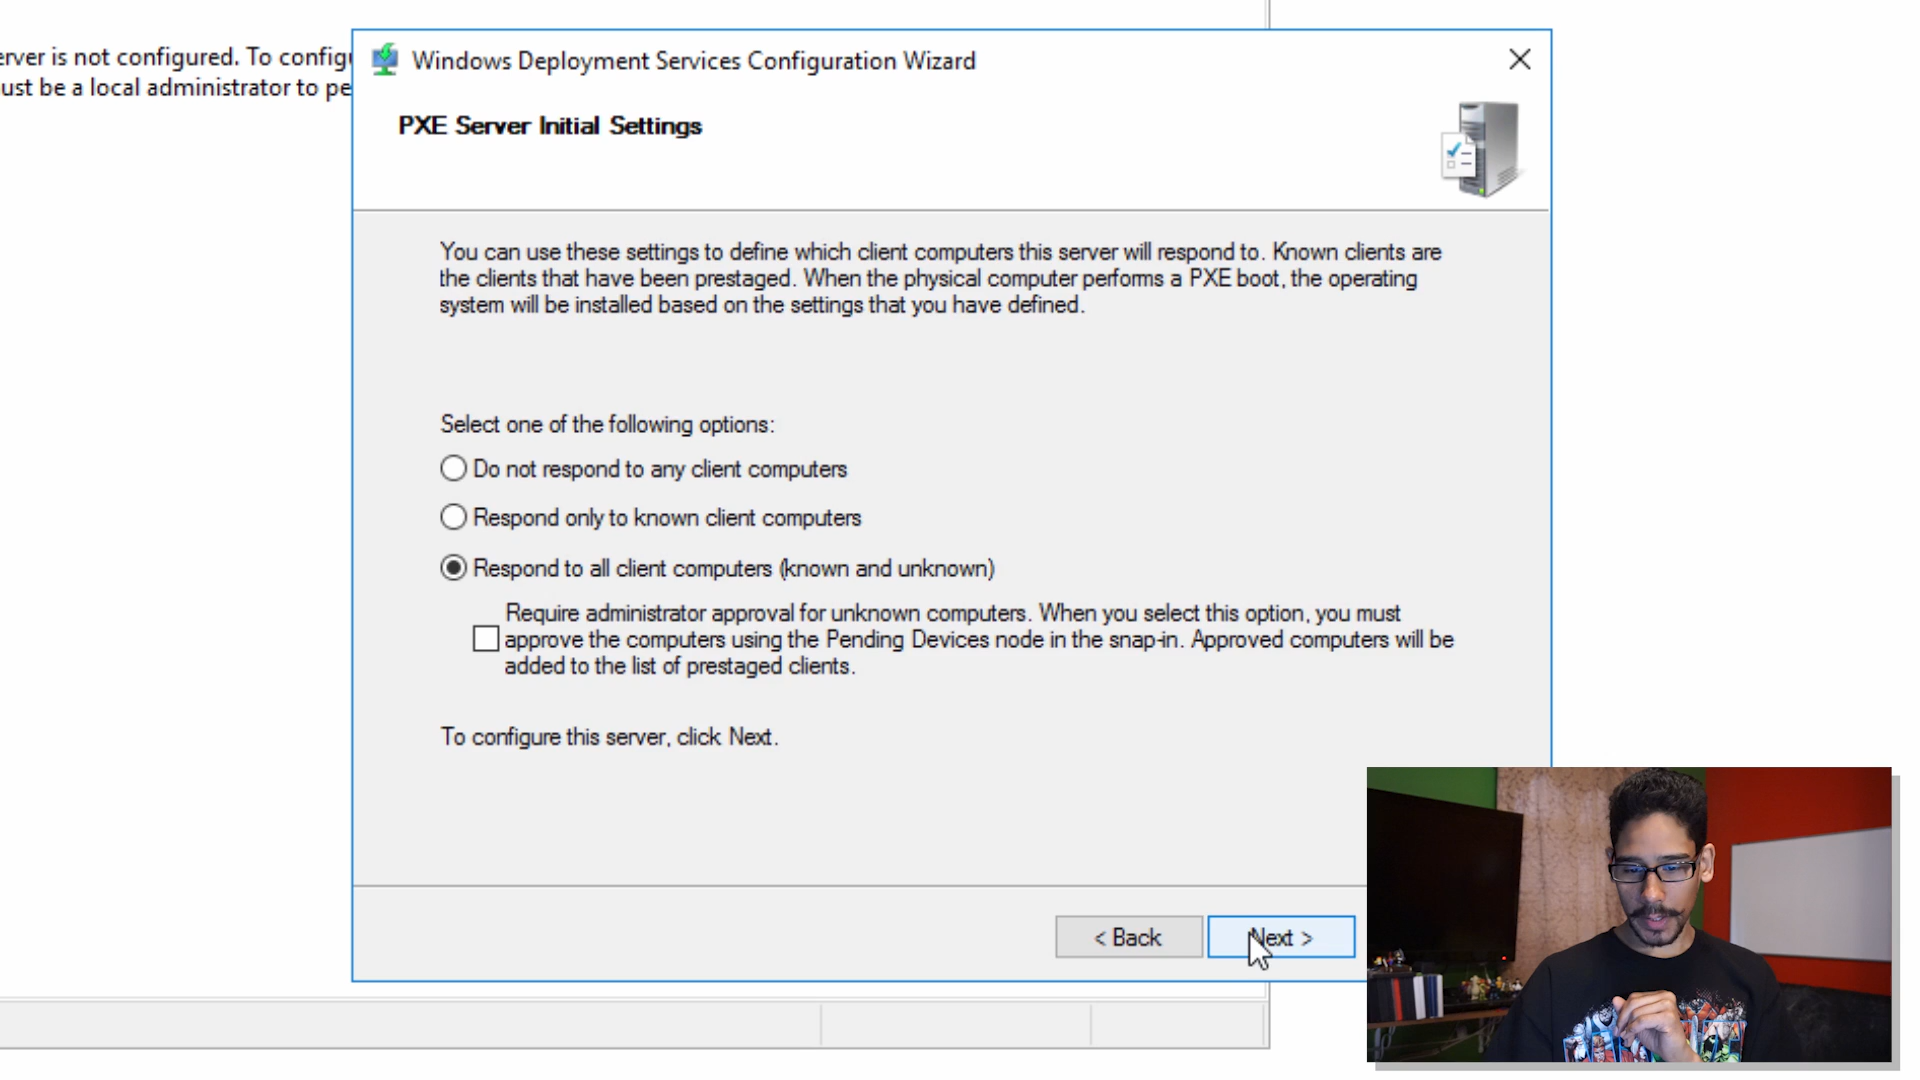 erver is not configured. To config
ust be a local administrator to pe
Windows Deployment Services Configuration Wizard
PXE Server Initial Settings
You can use these settings to define which client computers this server will respond to. Known clients are
the clients that have been prestaged. When the physical computer performs a PXE boot, the operating
system will be installed based on the settings that you have defined.
Select one of the following options:
Do not respond to any client computers
Respond only to known client computers
Respond to all client computers (known and unknown)
Require administrator approval for unknown computers. When you select this option, you must
approve the computers using the Pending Devices node in the snap-in. Approved computers will be
added to the list of prestaged clients.
To configure this server, click Next.
< Back
Next >